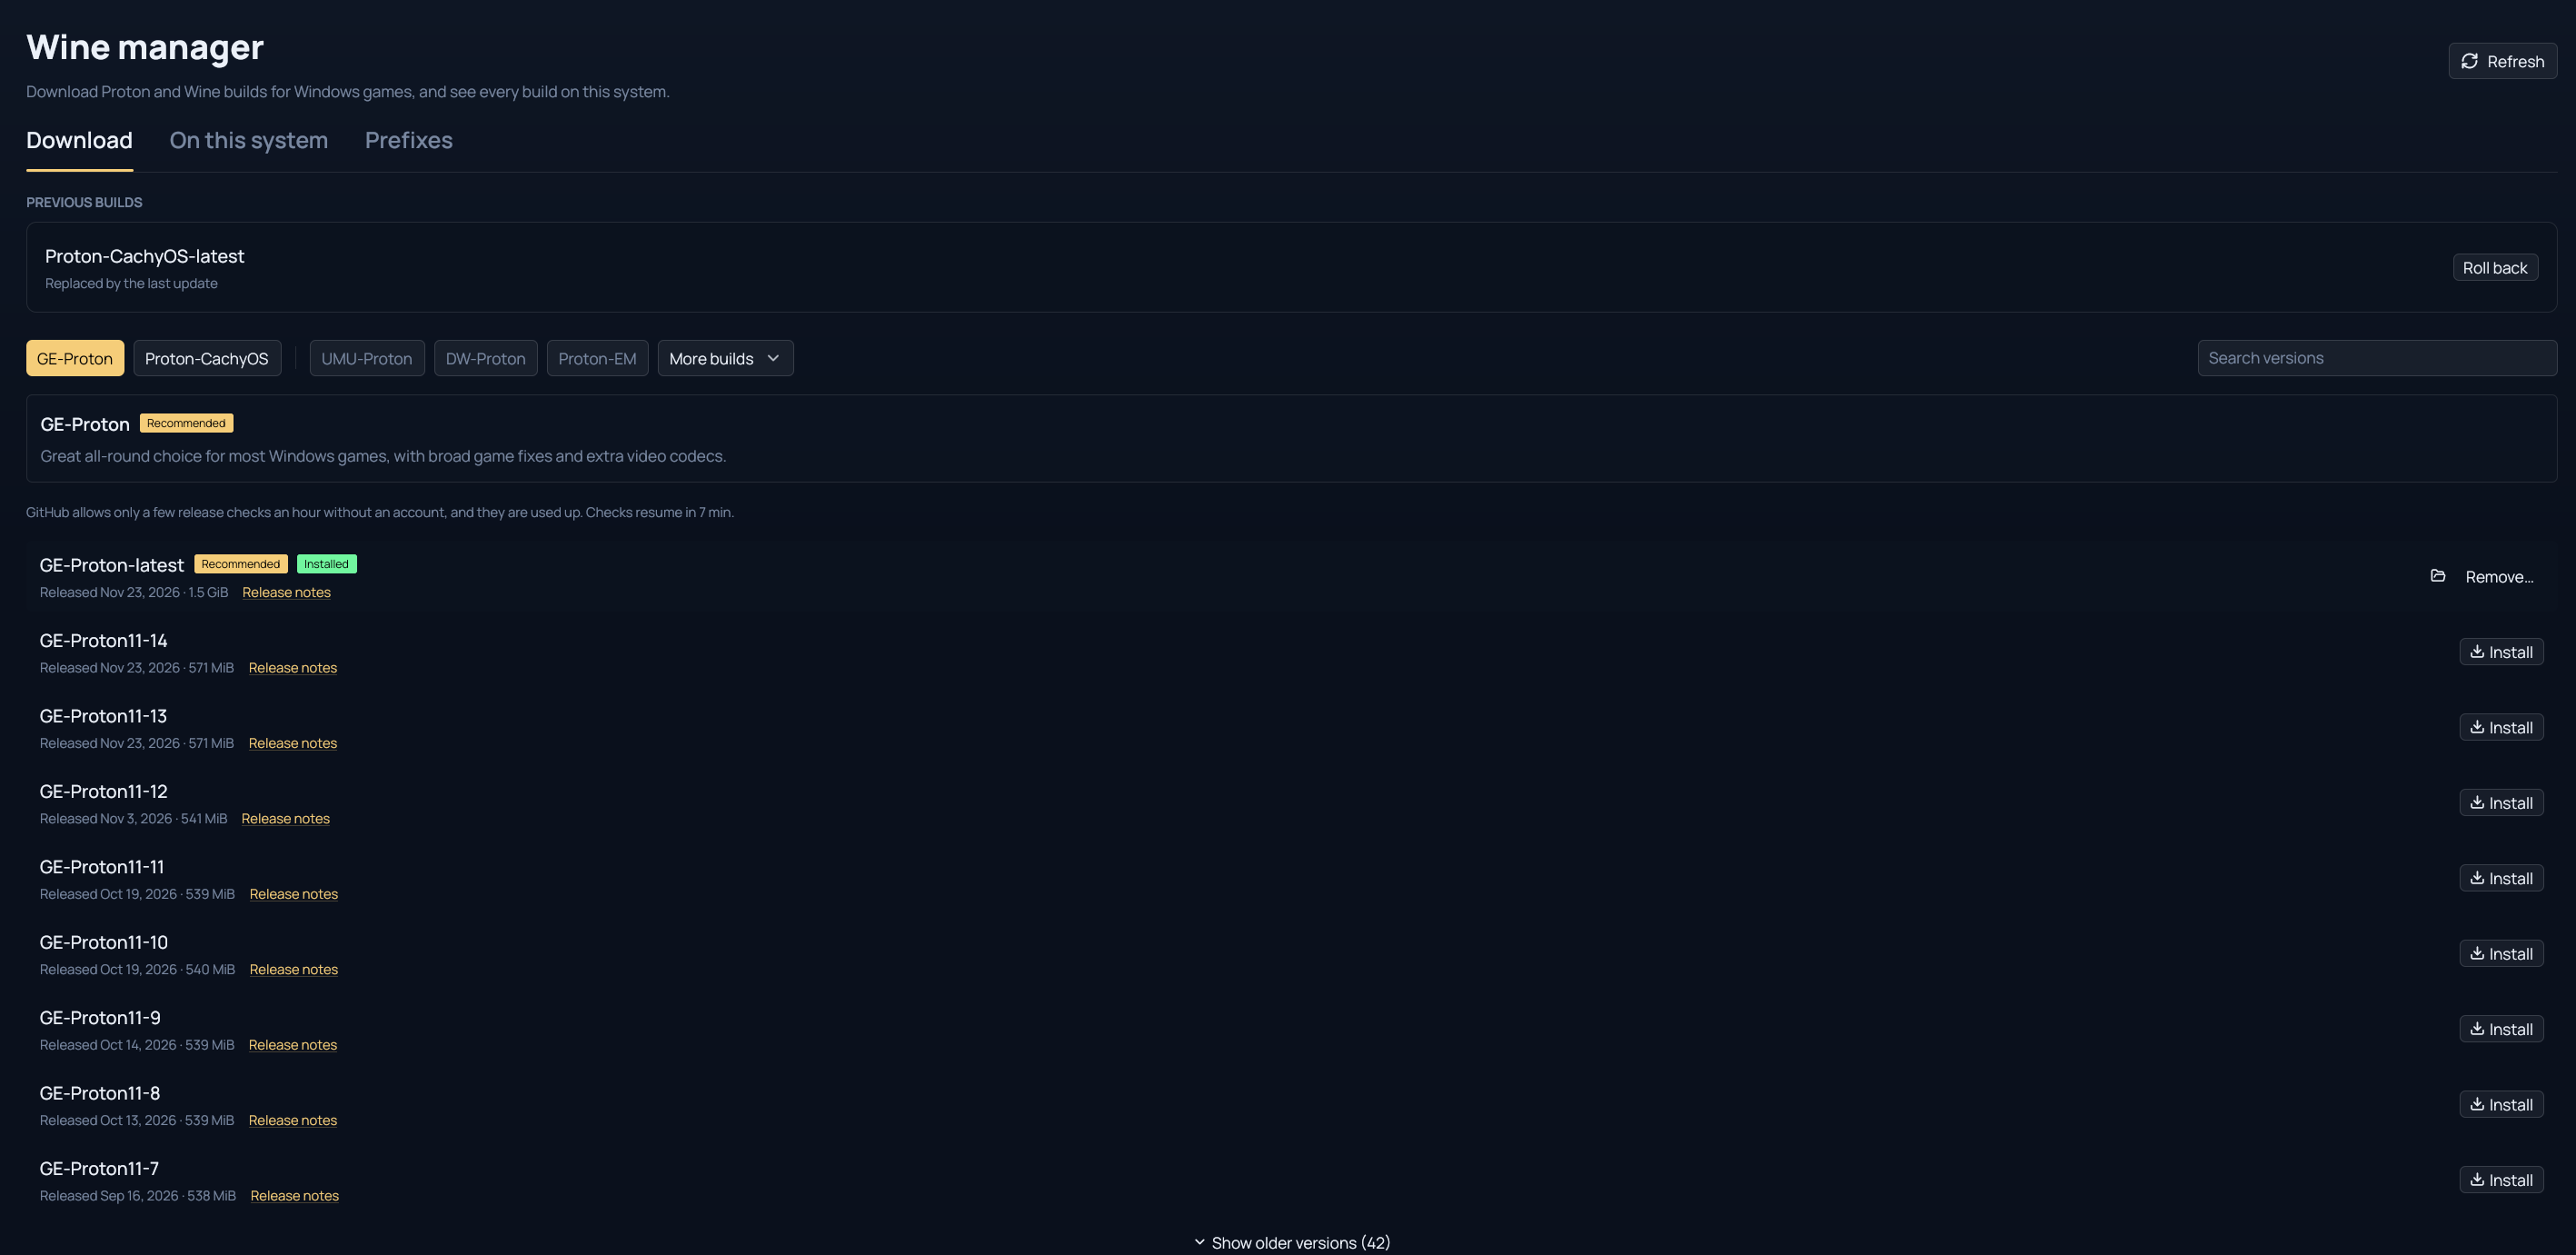 Wine manager
Refresh
Download Proton and Wine builds for Windows games, and see every build on this system.
Download On this system Prefixes
PREVIOUS BUILDS
Proton-CachyOS-latest
Replaced by the last update
Roll back
GE-Proton Proton-CachyOS UMU-Proton DW-Proton Proton-EM More builds Search versions
GE-Proton Recommended
Great all-round choice for most Windows games, with broad game fixes and extra video codecs.
GitHub allows only a few release checks an hour without an account, and they are used up. Checks resume in 7 min.
GE-Proton-latest Recommended Installed
Released Nov 23, 2026 · 1.5 GiB Release notes
Remove...
GE-Proton11-14
Released Nov 23, 2026 · 571 MiB Release notes
Install
GE-Proton11-13
Released Nov 23, 2026 · 571 MiB Release notes
Install
GE-Proton11-12
Released Nov 3, 2026 · 541 MiB Release notes
Install
GE-Proton11-11
Released Oct 19, 2026 · 539 MiB Release notes
Install
GE-Proton11-10
Released Oct 19, 2026 · 540 MiB Release notes
Install
GE-Proton11-9
Released Oct 14, 2026 · 539 MiB Release notes
Install
GE-Proton11-8
Released Oct 13, 2026 · 539 MiB Release notes
Install
GE-Proton11-7
Released Sep 16, 2026 · 538 MiB Release notes
Install
Show older versions (42)